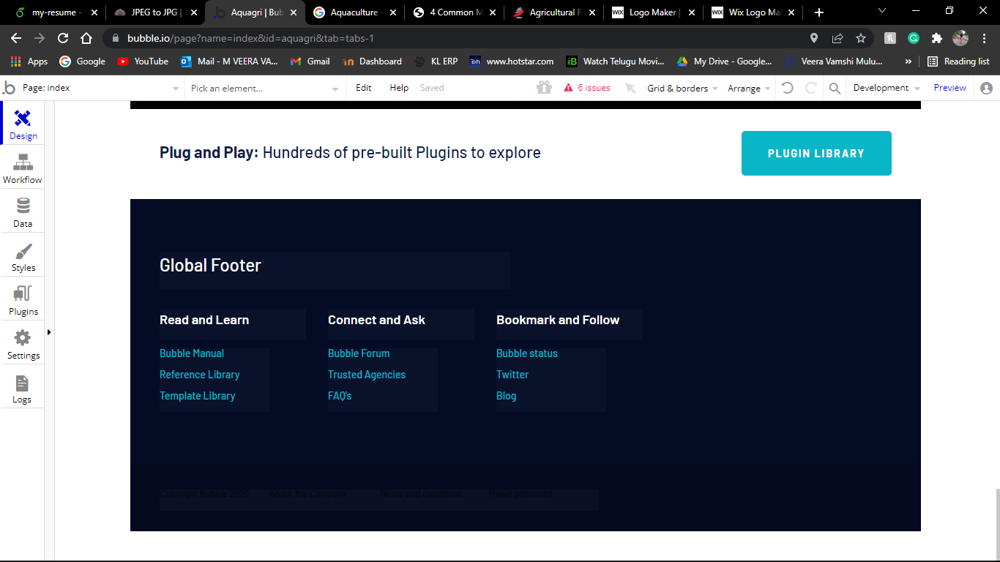 my-resume -
JPEG to JPG |
Aquagri | Bub
Aquaculture -
4 Common M
Agricultural F
WIX Logo Maker |
WIX Wix Logo Mak
bubble.io/page?name=index&id=aquagri&tab=tabs-1
Apps Google YouTube Mail - M VEERA VA... Gmail Dashboard KL ERP www.hotstar.com Watch Telugu Movi... My Drive - Google... Veera Vamshi Mulu... » Reading list
.b Page: index Pick an element... Edit Help Saved 6 issues Grid & borders Arrange Development Preview
Design
Workflow
Data
Styles
Plugins
Settings
Logs
Plug and Play: Hundreds of pre-built Plugins to explore
PLUGIN LIBRARY
Global Footer
Read and Learn Connect and Ask Bookmark and Follow
Bubble Manual Bubble Forum Bubble status
Reference Library Trusted Agencies Twitter
Template Library FAQ's Blog
Copyright Bubble 2020 About the Company Terms and conditions Reset password